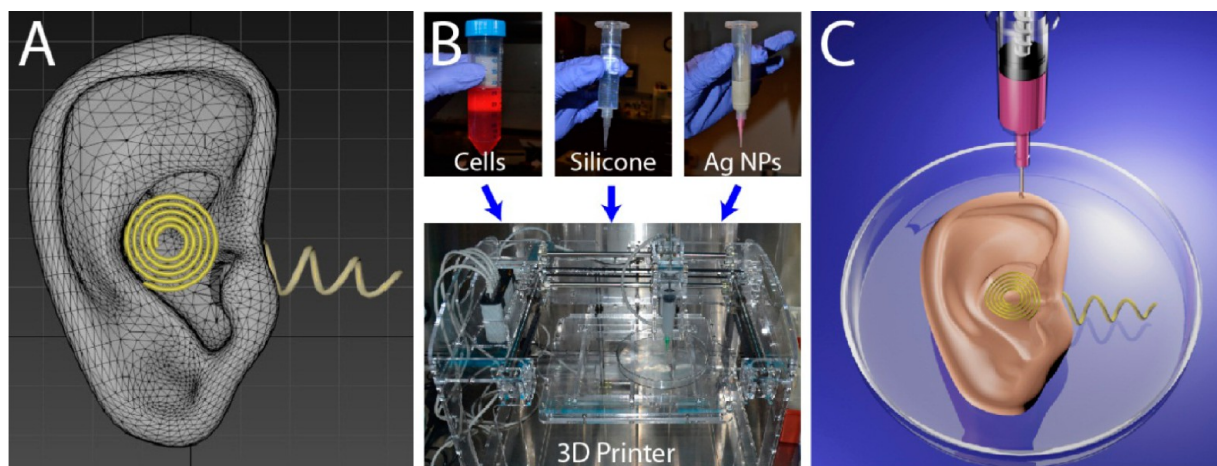 A
B
C
Cells
Silicone
Ag NPs
3D Printer